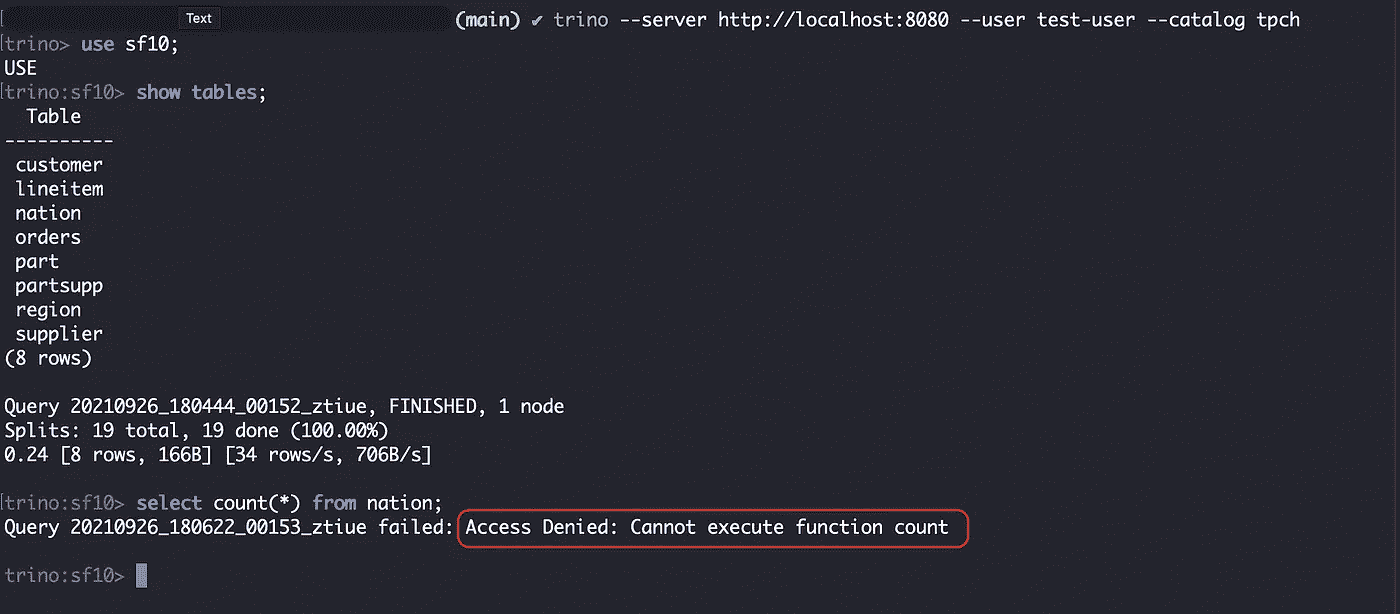 Text
(main) ✔ trino --server http://localhost:8080 --user test-user --catalog tpch
[trino> use sf10;
USE
[trino:sf10> show tables;
Table
----------
customer
lineitem
nation
orders
part
partsupp
region
supplier
(8 rows)
Query 20210926_180444_00152_ztiue, FINISHED, 1 node
Splits: 19 total, 19 done (100.00%)
0.24 [8 rows, 166B] [34 rows/s, 706B/s]
[trino:sf10> select count(*) from nation;
Query 20210926_180622_00153_ztiue failed: Access Denied: Cannot execute function count
trino:sf10>